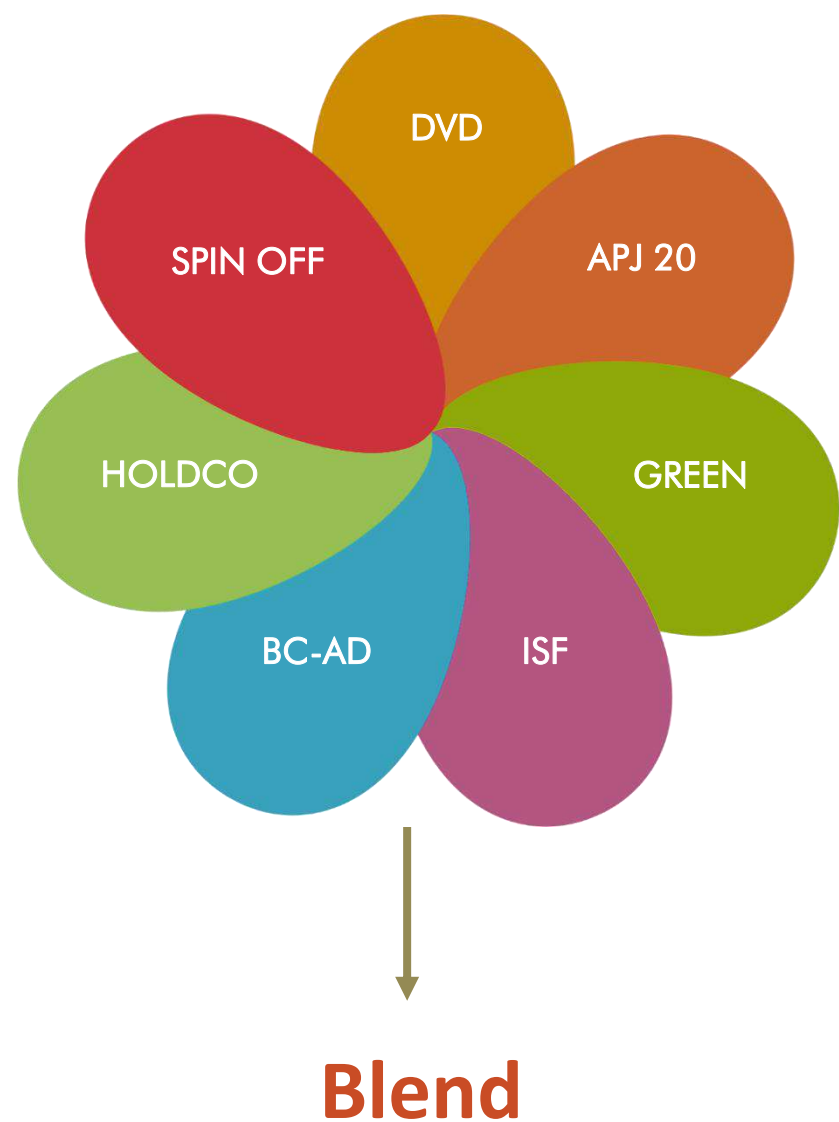 DVD
SPIN OFF
APJ 20
HOLDCO
GREEN
BC-AD
ISF
Blend